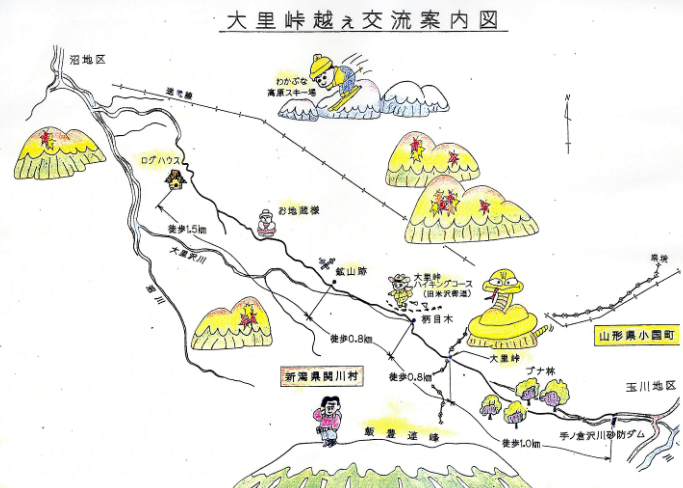 大里峠越え交流案内図
沼地区
わかぶな
高原スキー場
送電線
N
ログハウス
お地蔵様
徒歩1.5km
大里沢川
鉱山跡
大里峠
ハイキングコース
(旧米沢街道)
県境
柄目木
徒歩0.8km
山形県小国町
大里峠
新潟県関川村
徒歩0.8km
ブナ林
玉川地区
飯豊連峰
徒歩1.0km
手ノ倉沢川砂防ダム